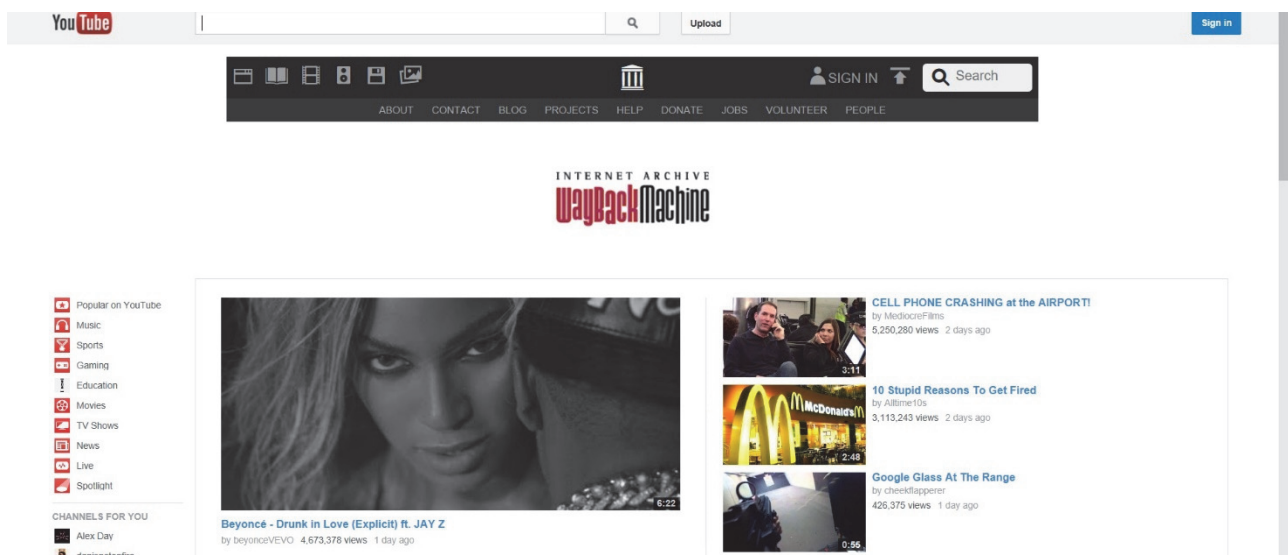 You Tube
Upload
Sign in
SIGN IN
Search
ABOUT CONTACT BLOG PROJECTS HELP DONATE JOBS VOLUNTEER PEOPLE
INTERNET ARCHIVE
WayBackMachine
Popular on YouTube
Music
Sports
Gaming
Education
Movies
TV Shows
News
Live
Spotlight
CHANNELS FOR YOU
Alex Day
6:22
Beyoncé - Drunk in Love (Explicit) ft. JAY Z
by beyonceVEVO 4,673,378 views 1 day ago
3:11
CELL PHONE CRASHING at the AIRPORT!
by MediocreFilms
5,250,280 views 2 days ago
McDonald's
2:48
10 Stupid Reasons To Get Fired
by Alltime10s
3,113,243 views 2 days ago
0:56
Google Glass At The Range
by cheekflapperer
426,375 views 1 day ago